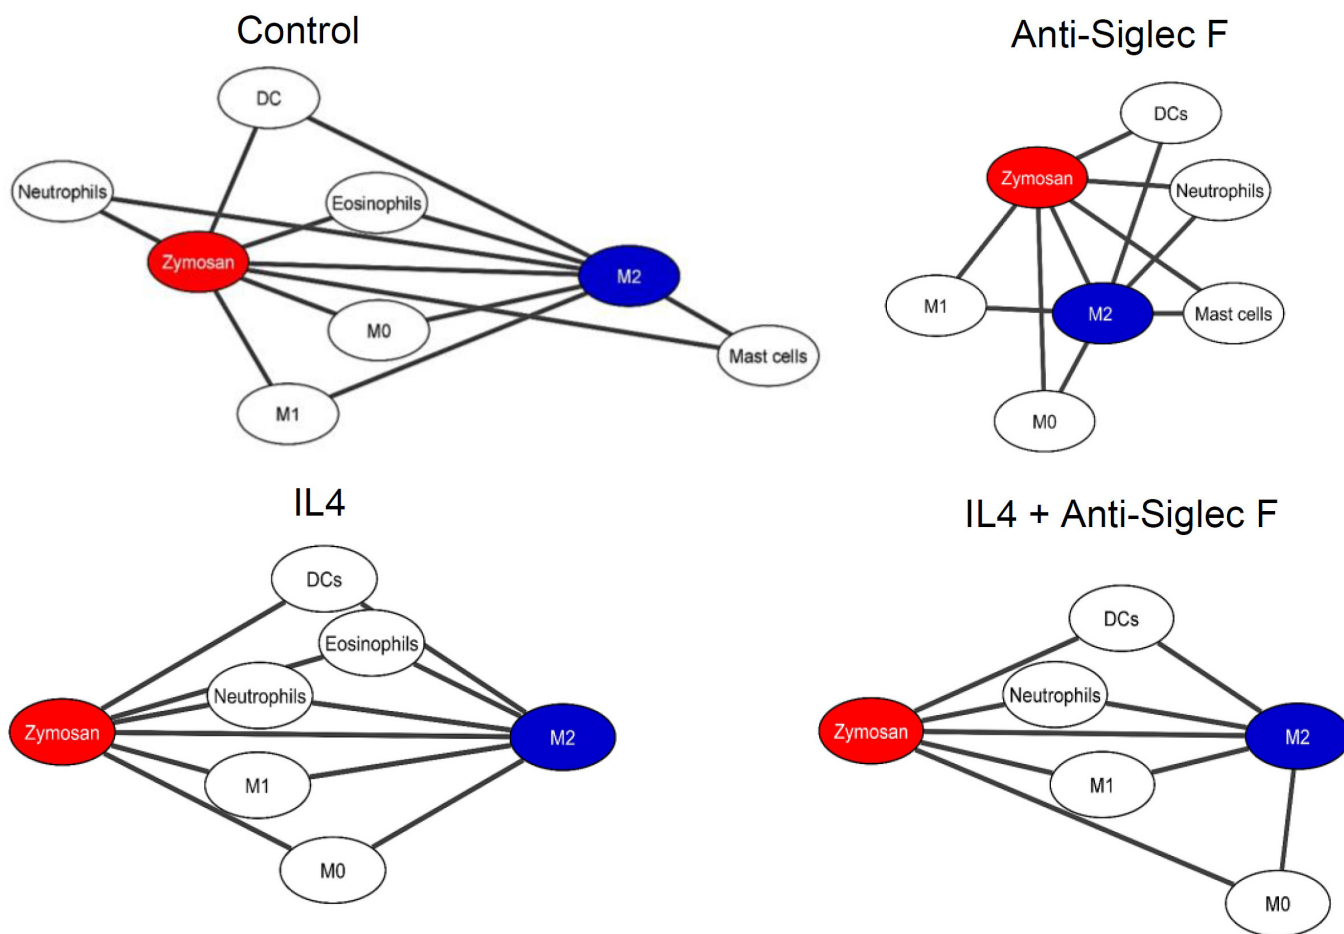 Control
DC
Neutrophils
Eosinophils
Zymosan
M2
M0
Mast cells
M1
Anti-Siglec F
DCs
Zymosan
Neutrophils
M1
M2
Mast cells
M0
IL4
DCs
Eosinophils
Neutrophils
Zymosan
M2
M1
M0
IL4 + Anti-Siglec F
DCs
Neutrophils
Zymosan
M2
M1
M0